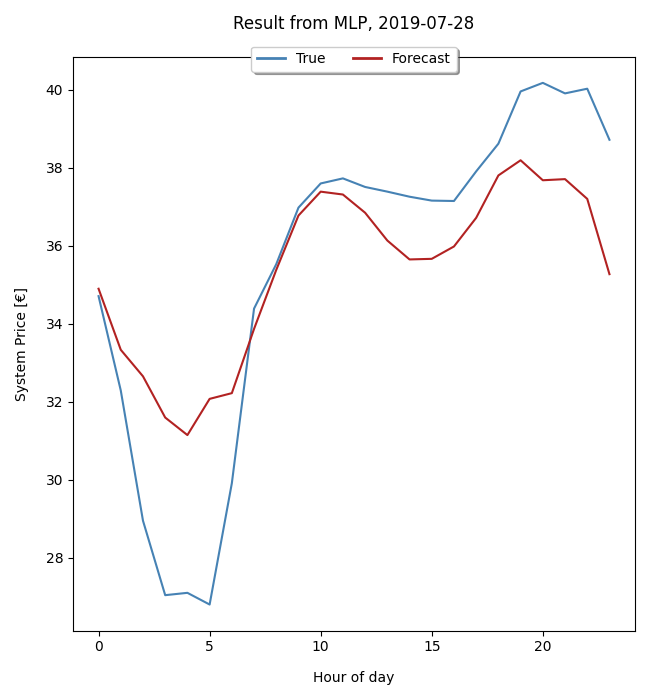 Result from MLP, 2019-07-28
True Forecast
40
38
36
34
32
30
28
System Price [€]
0 5 10 15 20
Hour of day